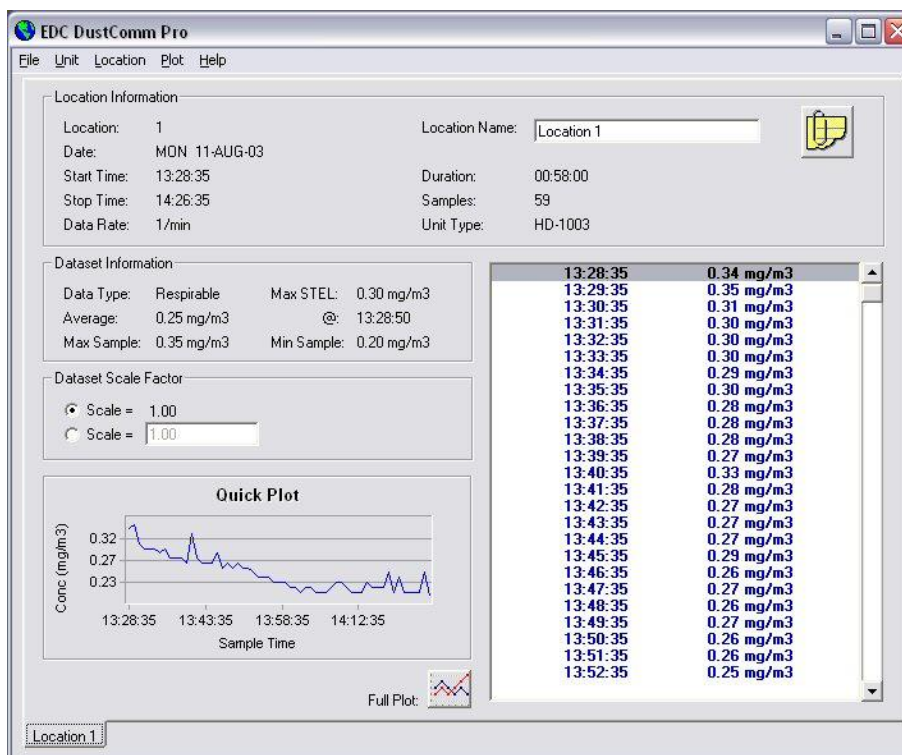 EDC DustComm Pro
File Unit Location Plot Help
Location Information
Location: 1 Location Name: Location 1
Date: MON 11-AUG-03
Start Time: 13:28:35 Duration: 00:58:00
Stop Time: 14:26:35 Samples: 59
Data Rate: 1/min Unit Type: HD-1003
Dataset Information
Data Type: Respirable Max STEL: 0.30 mg/m3
Average: 0.25 mg/m3 @: 13:28:50
Max Sample: 0.35 mg/m3 Min Sample: 0.20 mg/m3
Dataset Scale Factor
Scale = 1.00
Scale = 1.00
Quick Plot
Conc (mg/m3)
0.32
0.27
0.23
13:28:35 13:43:35 13:58:35 14:12:35
Sample Time
Full Plot:
13:28:35 0.34 mg/m3
13:29:35 0.35 mg/m3
13:30:35 0.31 mg/m3
13:31:35 0.30 mg/m3
13:32:35 0.30 mg/m3
13:33:35 0.30 mg/m3
13:34:35 0.29 mg/m3
13:35:35 0.30 mg/m3
13:36:35 0.28 mg/m3
13:37:35 0.28 mg/m3
13:38:35 0.28 mg/m3
13:39:35 0.27 mg/m3
13:40:35 0.33 mg/m3
13:41:35 0.28 mg/m3
13:42:35 0.27 mg/m3
13:43:35 0.27 mg/m3
13:44:35 0.27 mg/m3
13:45:35 0.29 mg/m3
13:46:35 0.26 mg/m3
13:47:35 0.27 mg/m3
13:48:35 0.26 mg/m3
13:49:35 0.27 mg/m3
13:50:35 0.26 mg/m3
13:51:35 0.26 mg/m3
13:52:35 0.25 mg/m3
Location 1